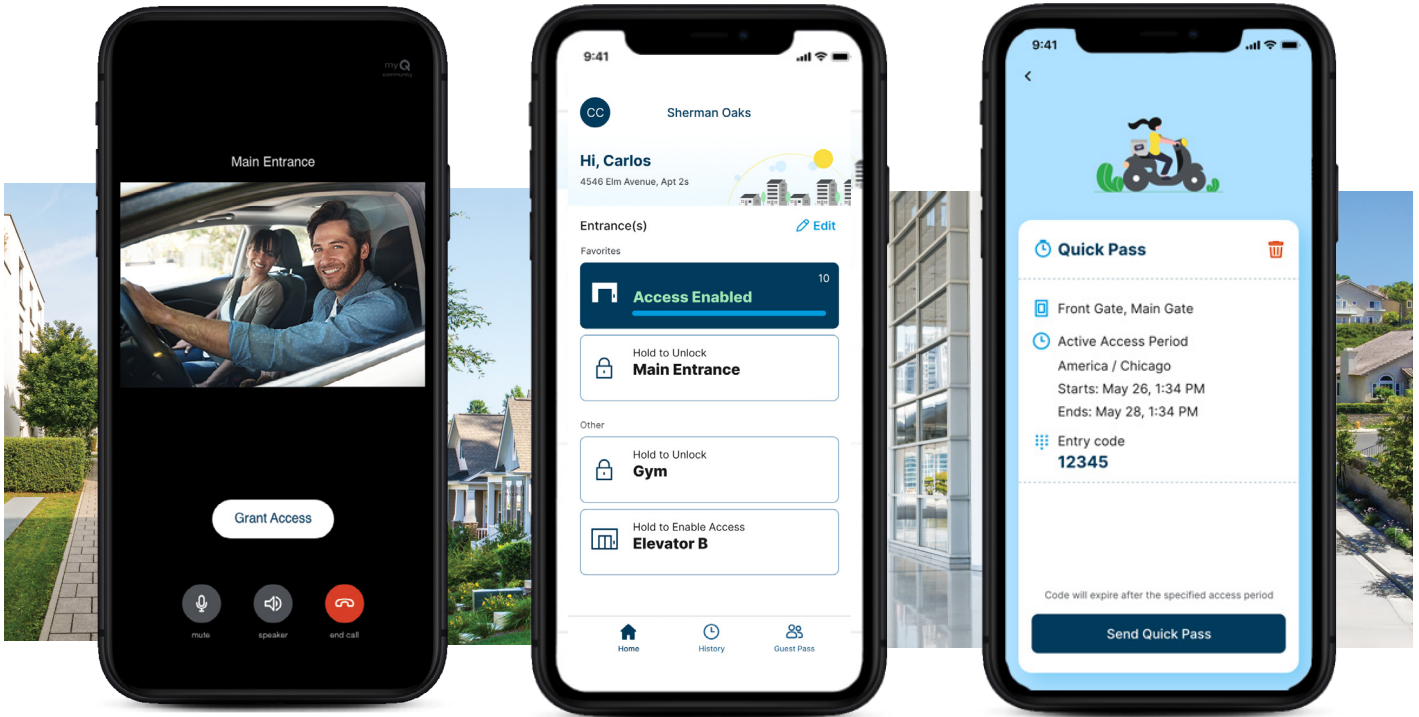 myQ
community
Main Entrance
Grant Access
mute
speaker
end call
9:41
CC
Sherman Oaks
Hi, Carlos
4546 Elm Avenue, Apt 2s
Entrance(s)
Edit
Favorites
10
Access Enabled
Hold to Unlock
Main Entrance
Other
Hold to Unlock
Gym
Hold to Enable Access
Elevator B
Home
History
Guest Pass
9:41
Quick Pass
Front Gate, Main Gate
Active Access Period
America / Chicago
Starts: May 26, 1:34 PM
Ends: May 28, 1:34 PM
Entry code
12345
Code will expire after the specified access period
Send Quick Pass